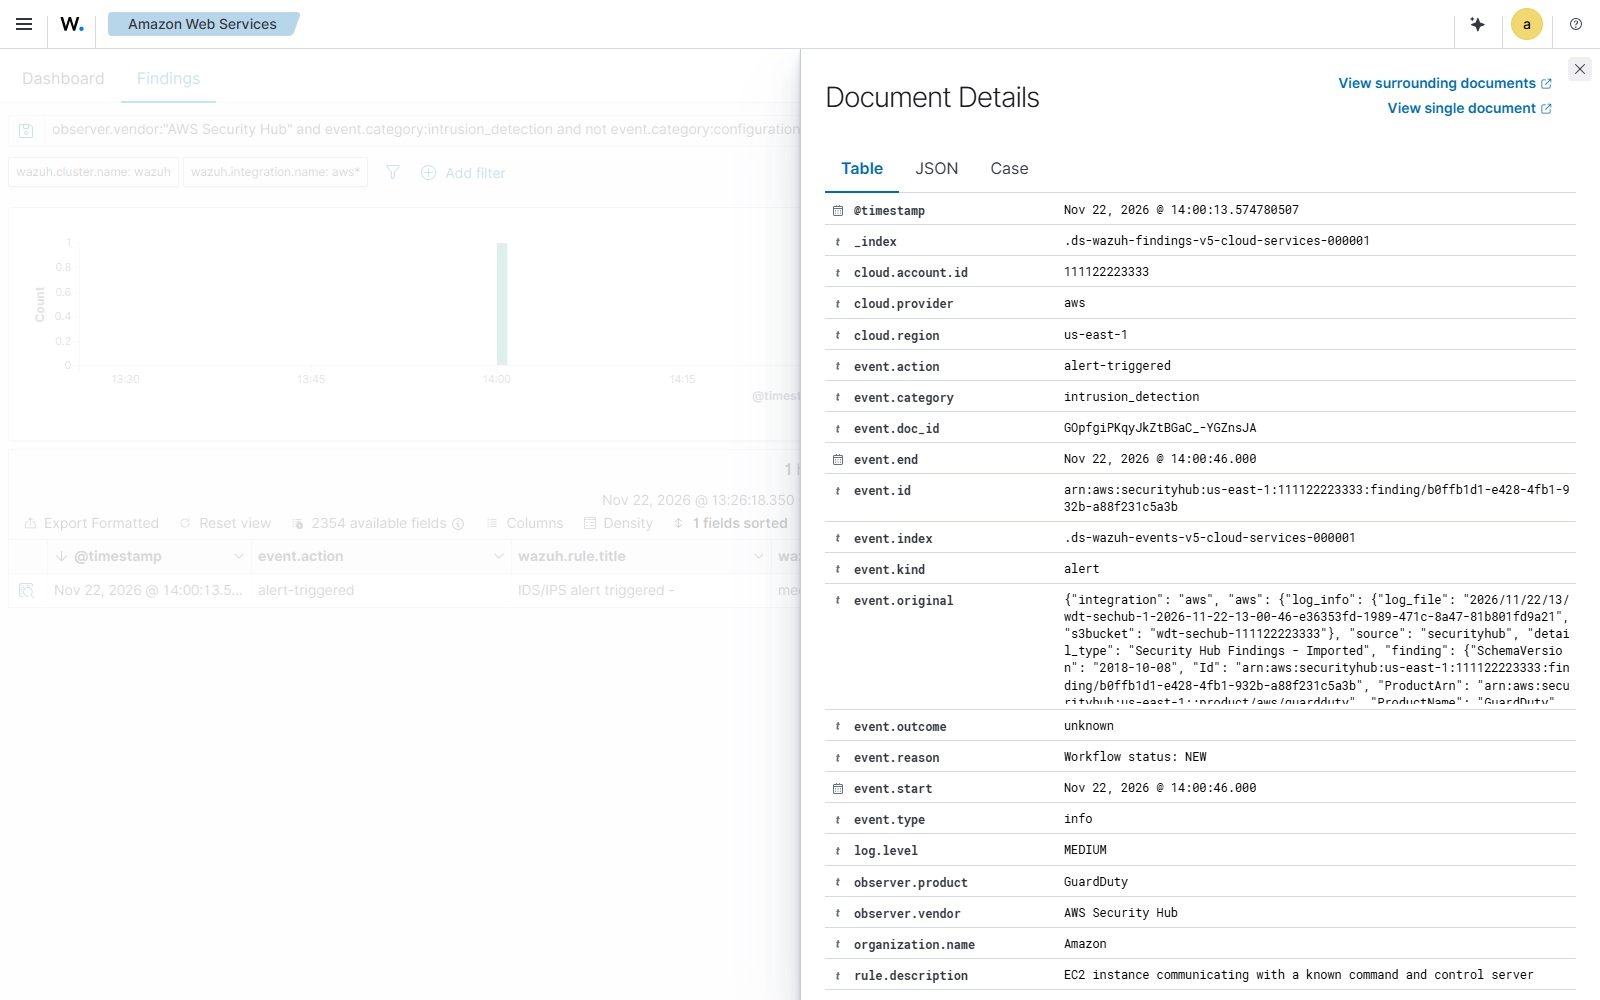 W.
Amazon Web Services
a
Dashboard
Findings
observer.vendor:"AWS Security Hub" and event.category:intrusion_detection and not event.category:configuration
wazuh.cluster.name: wazuh
wazuh.integration.name: aws*
Add filter
Count
1
0.8
0.6
0.4
0.2
0
13:30
13:45
14:00
14:15
@timest
1 h
Nov 22, 2026 @ 13:26:18.350
Export Formatted
Reset view
2354 available fields
Columns
Density
1 fields sorted
@timestamp
event.action
wazuh.rule.title
waz
Nov 22, 2026 @ 14:00:13.5...
alert-triggered
IDS/IPS alert triggered -
med
Document Details
View surrounding documents
View single document
Table
JSON
Case
@timestamp Nov 22, 2026 @ 14:00:13.574780507
t _index .ds-wazuh-findings-v5-cloud-services-000001
t cloud.account.id 111122223333
t cloud.provider aws
t cloud.region us-east-1
t event.action alert-triggered
t event.category intrusion_detection
t event.doc_id GOpfgiPKqyJkZtBGaC_-YGZnsJA
event.end Nov 22, 2026 @ 14:00:46.000
t event.id arn:aws:securityhub:us-east-1:111122223333:finding/b0ffb1d1-e428-4fb1-9
32b-a88f231c5a3b
t event.index .ds-wazuh-events-v5-cloud-services-000001
t event.kind alert
t event.original {"integration": "aws", "aws": {"log_info": {"log_file": "2026/11/22/13/
wdt-sechub-1-2026-11-22-13-00-46-e36353fd-1989-471c-8a47-81b801fd9a21",
"s3bucket": "wdt-sechub-111122223333"}, "source": "securityhub", "detai
l_type": "Security Hub Findings - Imported", "finding": {"SchemaVersio
n": "2018-10-08", "Id": "arn:aws:securityhub:us-east-1:111122223333:fin
ding/b0ffb1d1-e428-4fb1-932b-a88f231c5a3b", "ProductArn": "arn:aws:secu
rityhub:us-east-1::product/aws/guardduty", "ProductName": "GuardDuty"
t event.outcome unknown
t event.reason Workflow status: NEW
event.start Nov 22, 2026 @ 14:00:46.000
t event.type info
t log.level MEDIUM
t observer.product GuardDuty
t observer.vendor AWS Security Hub
t organization.name Amazon
t rule.description EC2 instance communicating with a known command and control server